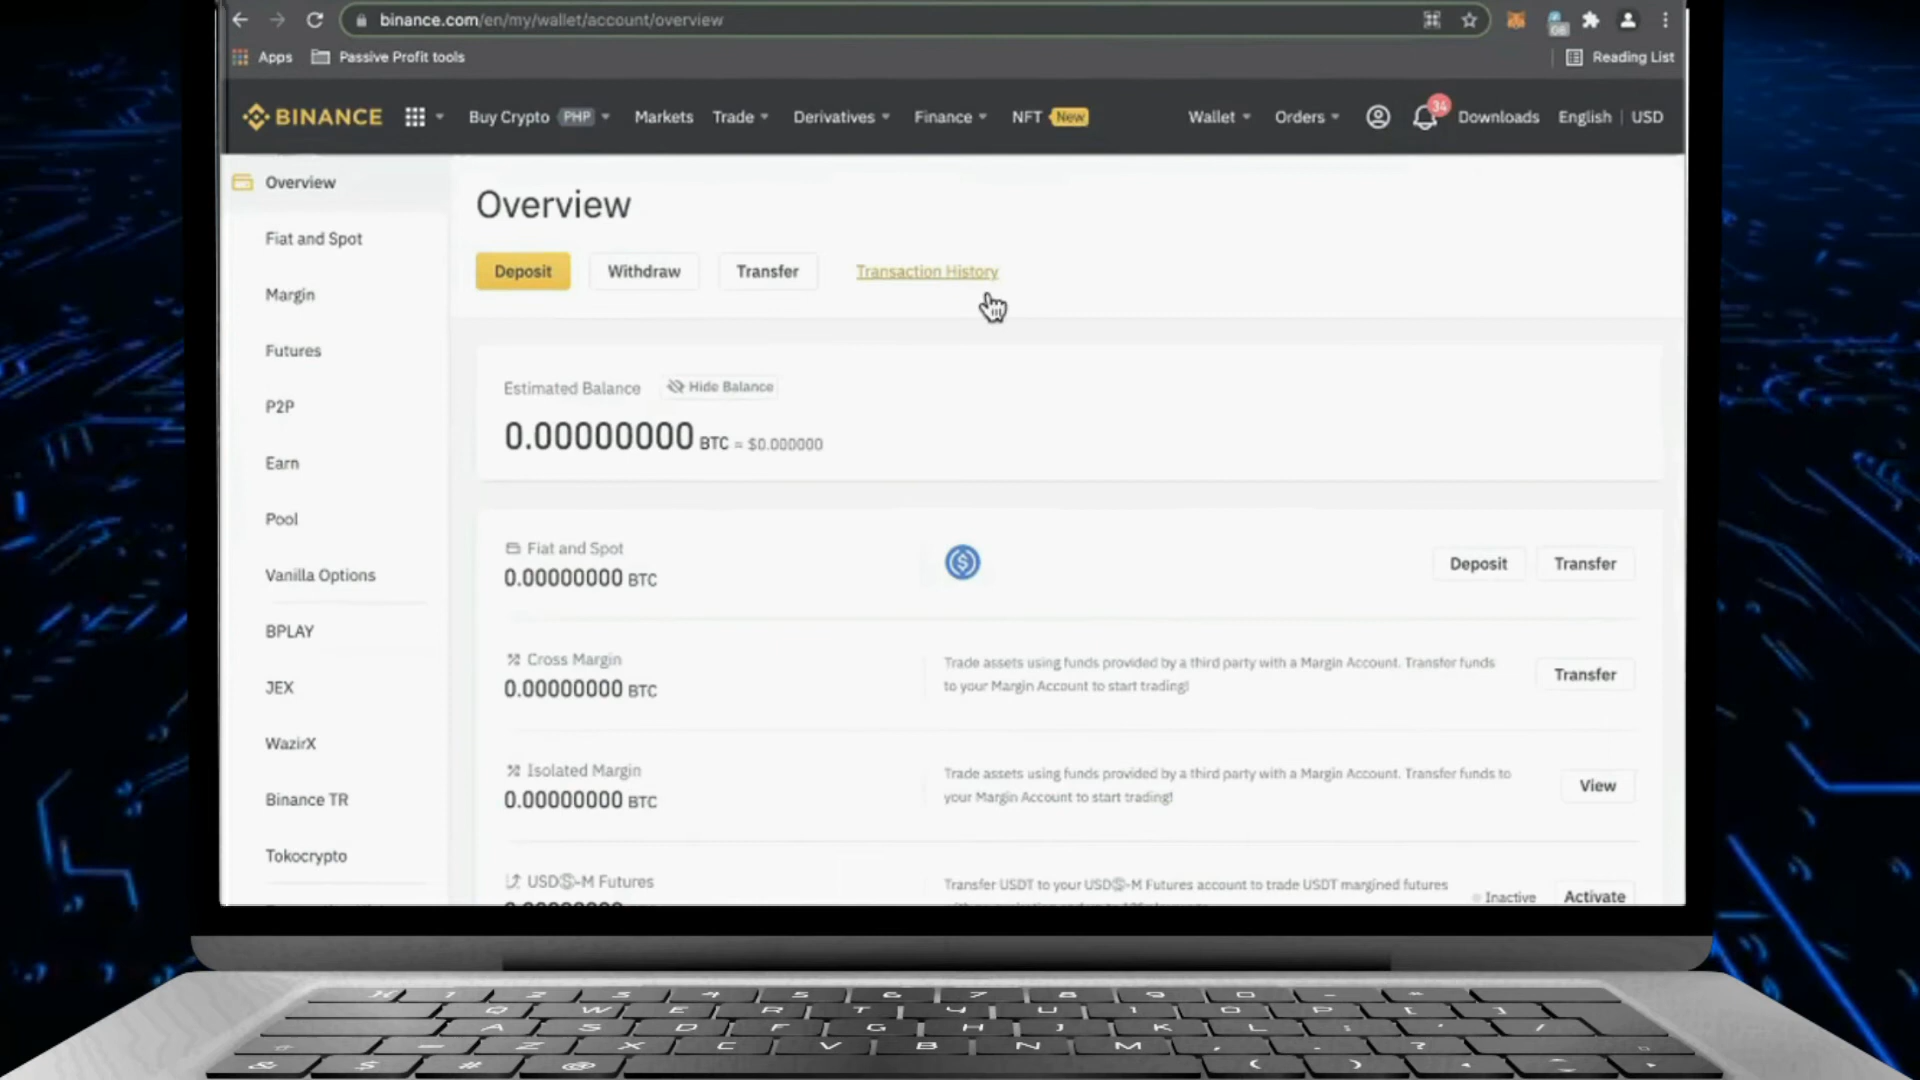 binance.com/en/my/wallet/account/overview
Apps Passive Profit tools Reading List
BINANCE Buy Crypto PHP Markets Trade Derivatives Finance NFT New Wallet Orders 34 Downloads English | USD
Overview
Fiat and Spot
Margin
Futures
P2P
Earn
Pool
Vanilla Options
BPLAY
JEX
WazirX
Binance TR
Tokocrypto
Overview
Deposit Withdraw Transfer Transaction History
Estimated Balance Hide Balance
0.00000000 BTC ≈ $0.000000
Fiat and Spot
0.00000000 BTC
Deposit Transfer
Cross Margin
0.00000000 BTC
Trade assets using funds provided by a third party with a Margin Account. Transfer funds
to your Margin Account to start trading!
Transfer
Isolated Margin
0.00000000 BTC
Trade assets using funds provided by a third party with a Margin Account. Transfer funds to
your Margin Account to start trading!
View
USDⓈ-M Futures
Transfer USDT to your USDⓈ-M Futures account to trade USDT margined futures
Inactive Activate